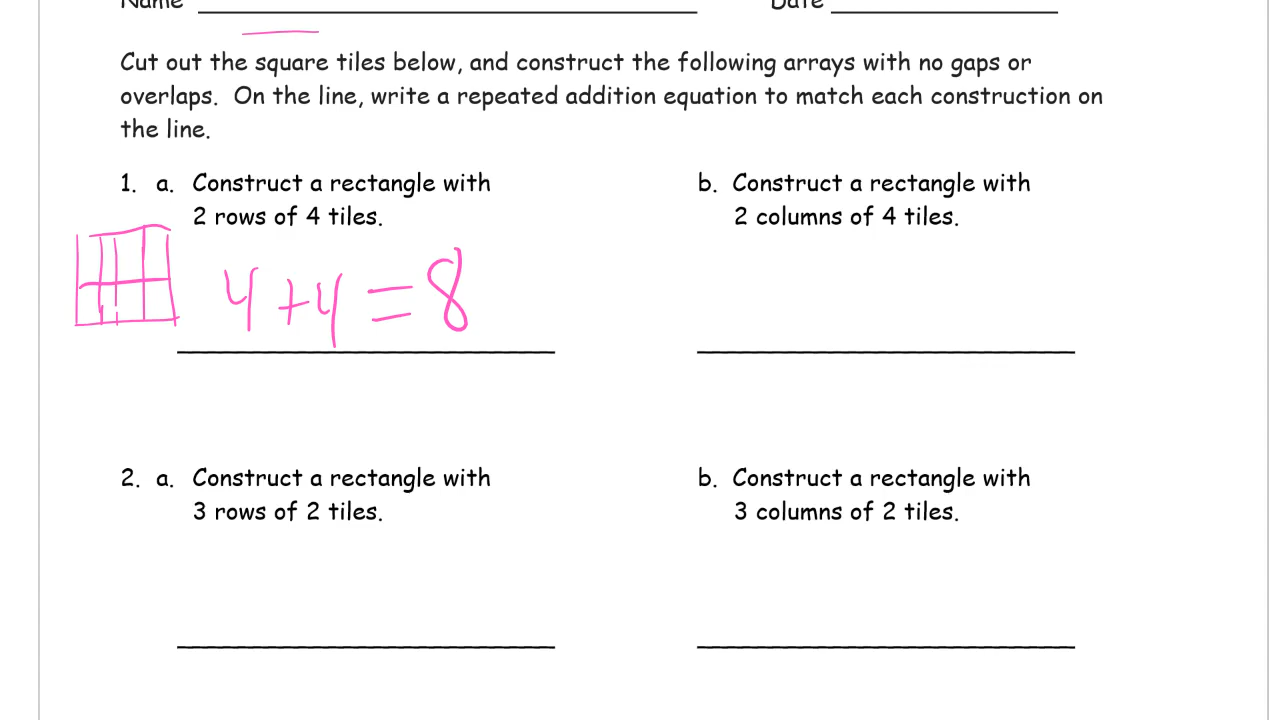 Name Date
Cut out the square tiles below, and construct the following arrays with no gaps or
overlaps. On the line, write a repeated addition equation to match each construction on
the line.
1. a. Construct a rectangle with
2 rows of 4 tiles.
4 + 4 = 8
b. Construct a rectangle with
2 columns of 4 tiles.
2. a. Construct a rectangle with
3 rows of 2 tiles.
b. Construct a rectangle with
3 columns of 2 tiles.